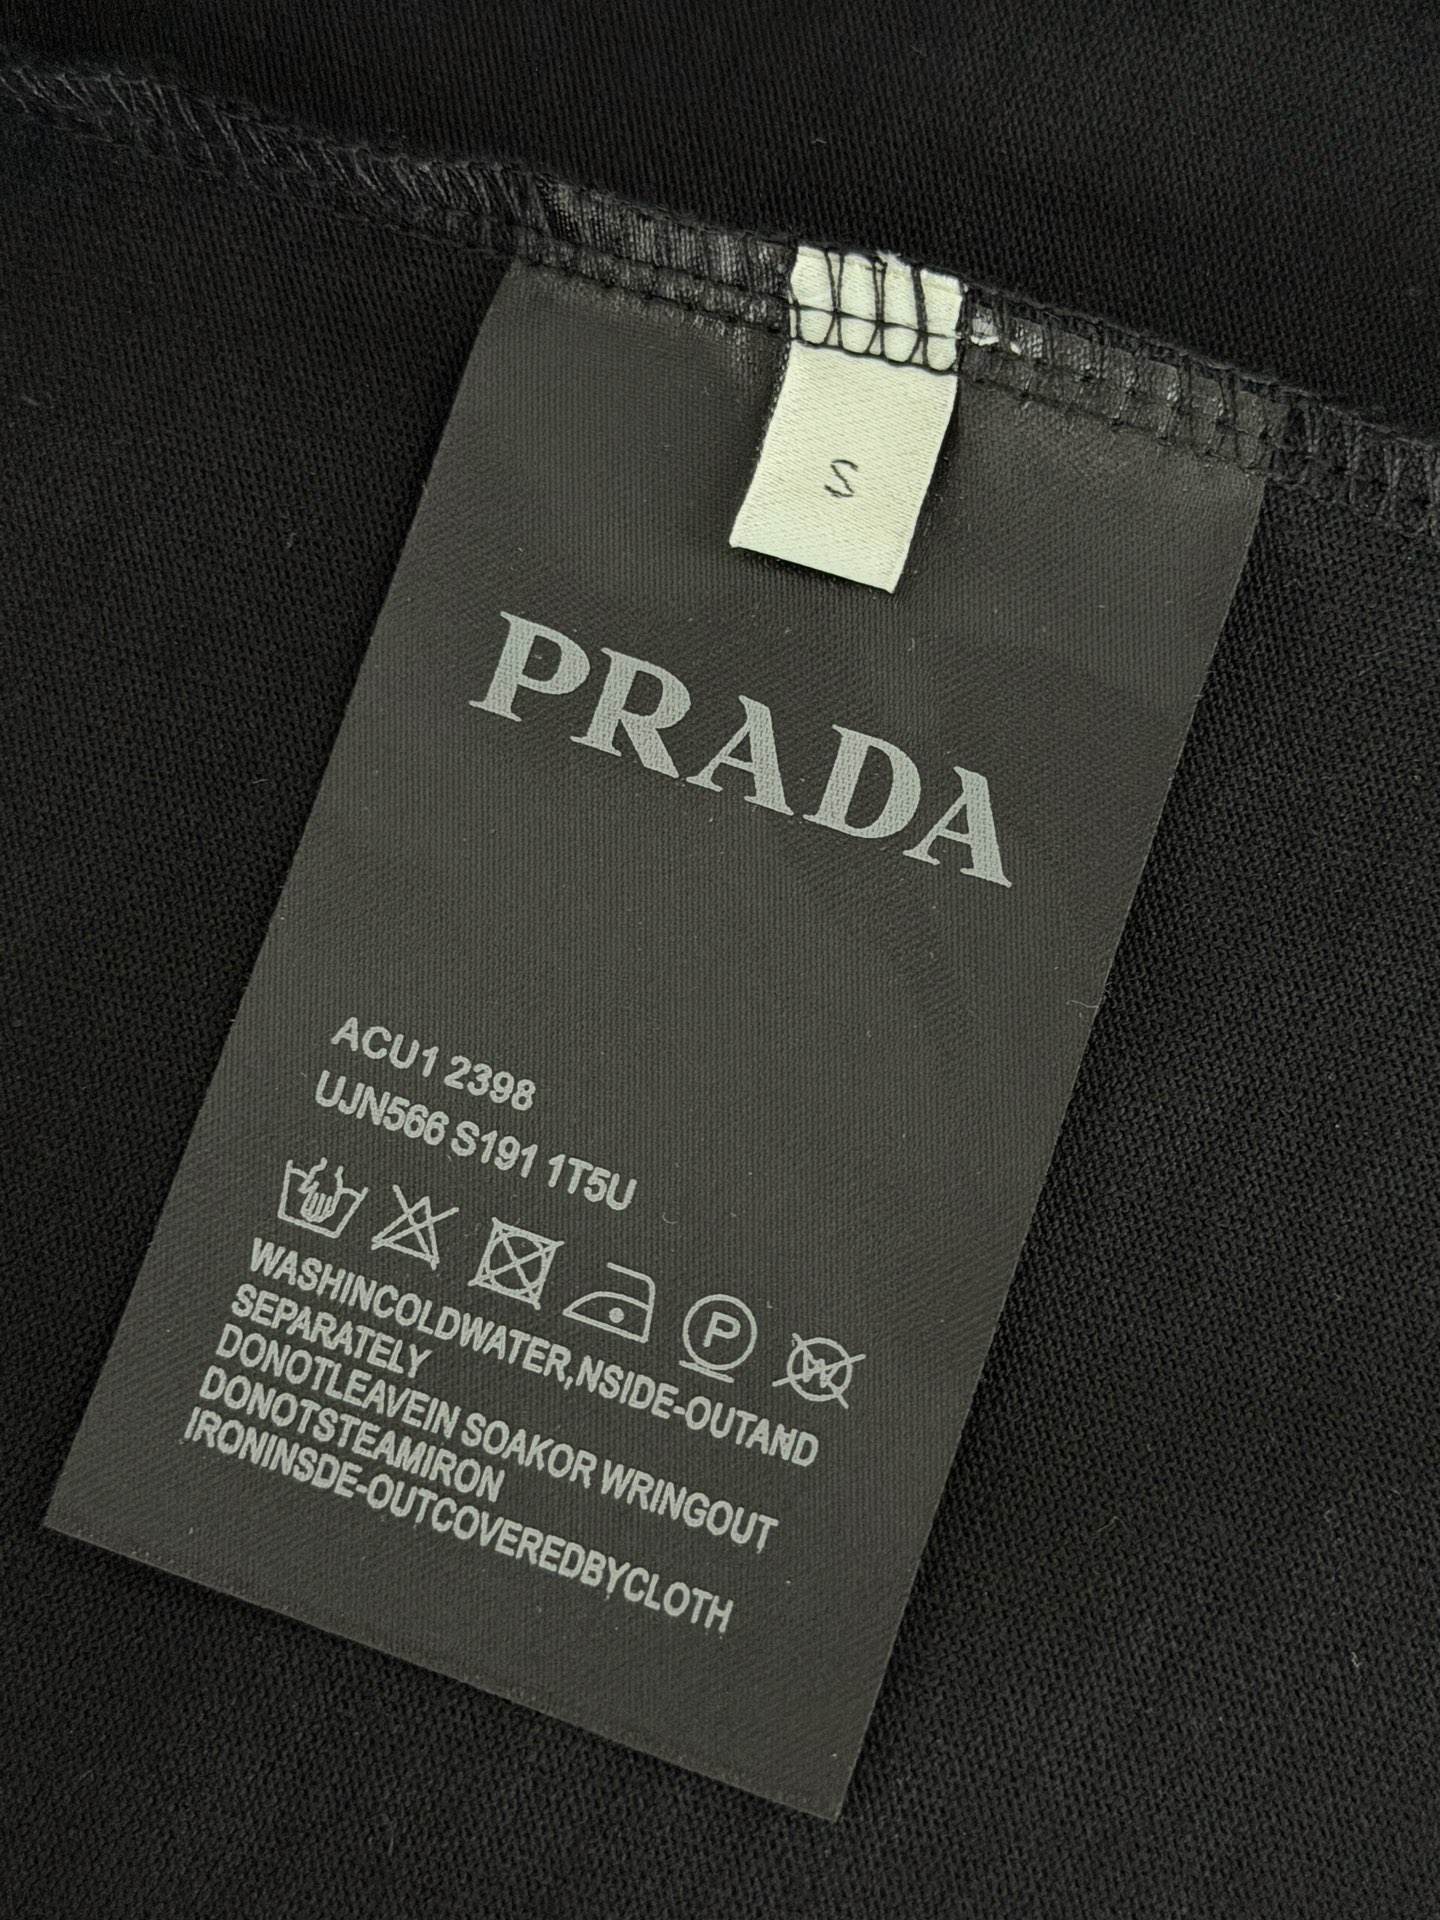 S
PRADA
ACU1 2398
UJN566 S191 1T5U
P W
WASHINCOLDWATER,NSIDE-OUTAND
SEPARATELY
DONOTLEAVEIN SOAKOR WRINGOUT
DONOTSTEAMIRON
IRONINSDE-OUTCOVEREDBYCLOTH